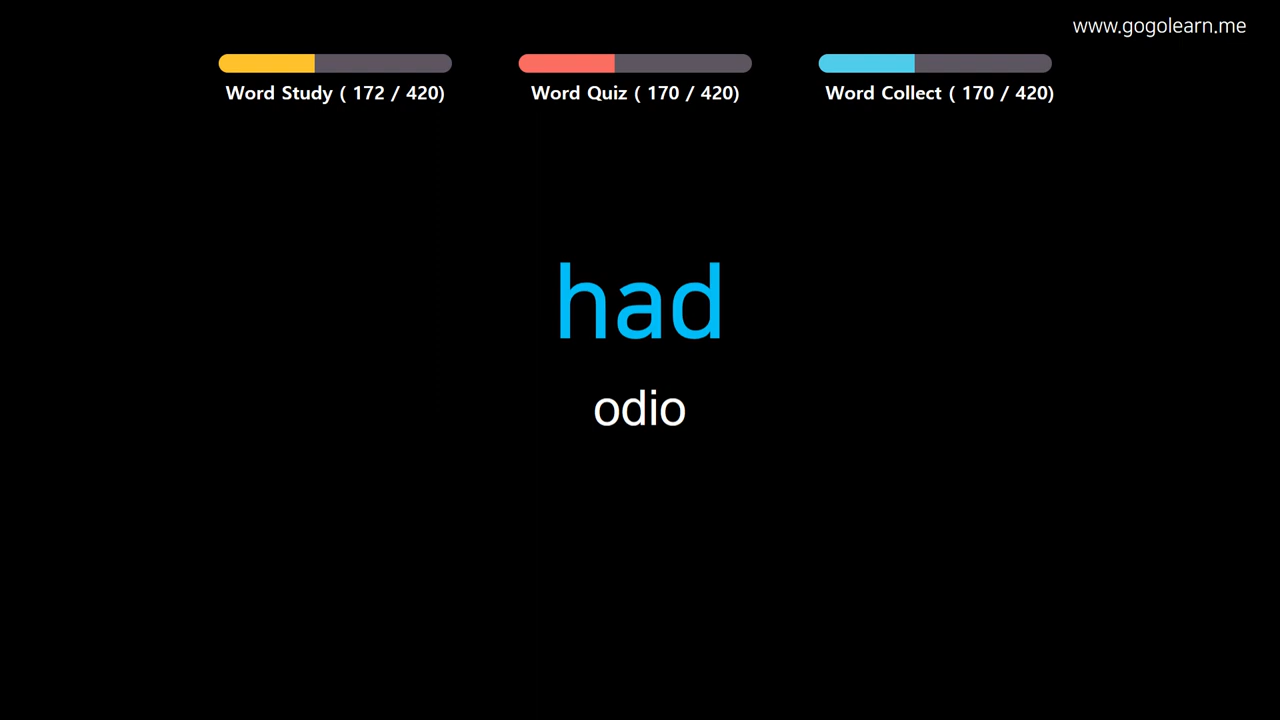 www.gogolearn.me
Word Study ( 172 / 420)
Word Quiz ( 170 / 420)
Word Collect ( 170 / 420)
had
odio